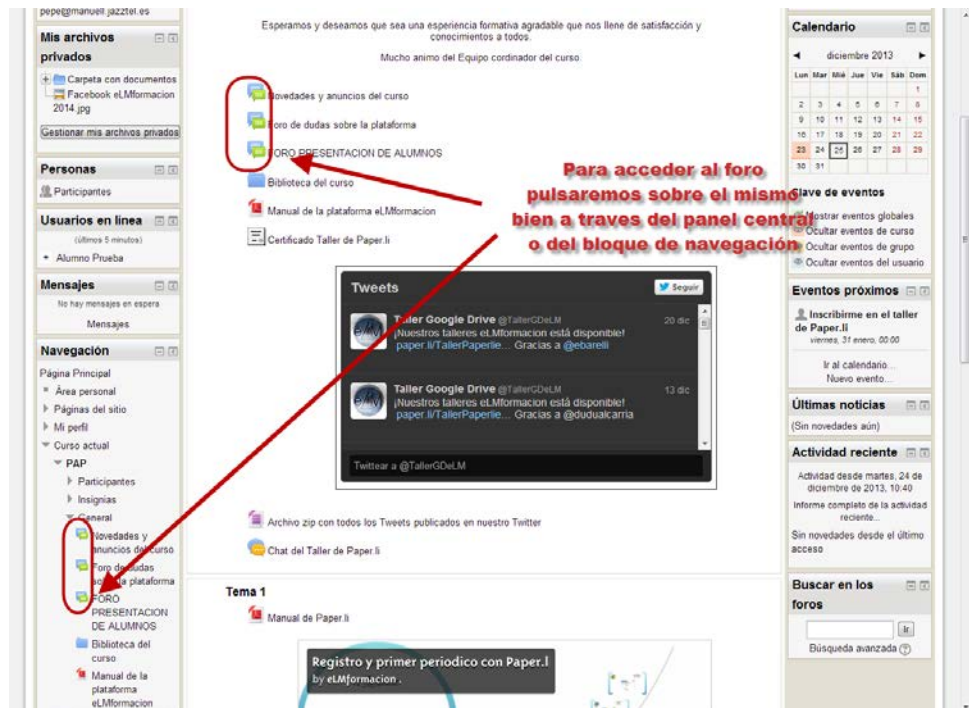 pepe@manuell.jazztel.es
Mis archivos
privados
Carpeta con documentos
Facebook eLMformacion
2014.jpg
Gestionar mis archivos privados
Personas
Participantes
Usuarios en línea
(últimos 5 minutos)
Alumno Prueba
Mensajes
No hay mensajes en espera
Mensajes
Navegación
Página Principal
Área personal
Páginas del sitio
Mi perfil
Curso actual
PAP
Participantes
Insignias
General
Novedades y
anuncios del curso
Foro de dudas
sobre la plataforma
FORO
PRESENTACION
DE ALUMNOS
Biblioteca del
curso
Manual de la
plataforma
eLMformacion
Esperamos y deseamos que sea una experiencia formativa agradable que nos llene de satisfacción y
conocimientos a todos.
Mucho animo del Equipo cordinador del curso
Novedades y anuncios del curso
Foro de dudas sobre la plataforma
FORO PRESENTACION DE ALUMNOS
Biblioteca del curso
Manual de la plataforma eLMformacion
Certificado Taller de Paper.li
Para acceder al foro
pulsaremos sobre el mismo
bien a traves del panel central
o del bloque de navegación
Tweets
Seguir
Taller Google Drive @TallerGDeLM 20 dic
¡Nuestros talleres eLMformacion está disponible!
paper.li/TallerPaperlie... Gracias a @ebarelli
Taller Google Drive @TallerGDeLM 13 dic
¡Nuestros talleres eLMformacion está disponible!
paper.li/TallerPaperlie... Gracias a @dudualcarria
Twittear a @TallerGDeLM
Archivo zip con todos los Tweets publicados en nuestro Twitter
Chat del Taller de Paper.li
Tema 1
Manual de Paper.li
Registro y primer periodico con Paper.l
by eLMformacion .
Calendario
◄ diciembre 2013 ►
Lun Mar Mié Jue Vie Sáb Dom
1
2 3 4 5 6 7 8
9 10 11 12 13 14 15
16 17 18 19 20 21 22
23 24 25 26 27 28 29
30 31
Clave de eventos
Mostrar eventos globales
Ocultar eventos de curso
Ocultar eventos de grupo
Ocultar eventos del usuario
Eventos próximos
Inscribirme en el taller
de Paper.li
viernes, 31 enero, 00:00
Ir al calendario...
Nuevo evento...
Últimas noticias
(Sin novedades aún)
Actividad reciente
Actividad desde martes, 24 de
diciembre de 2013, 10:40
Informe completo de la actividad
reciente...
Sin novedades desde el último
acceso
Buscar en los
foros
Ir
Búsqueda avanzada